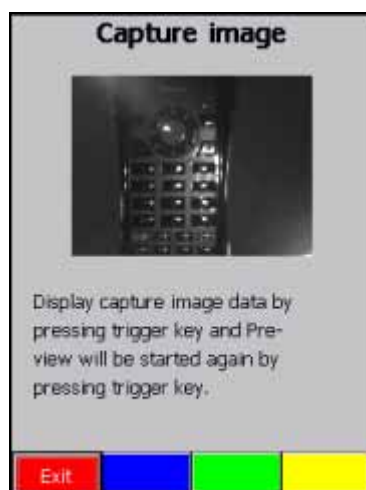 Capture image
Display capture image data by
pressing trigger key and Pre-
view will be started again by
pressing trigger key.
Exit